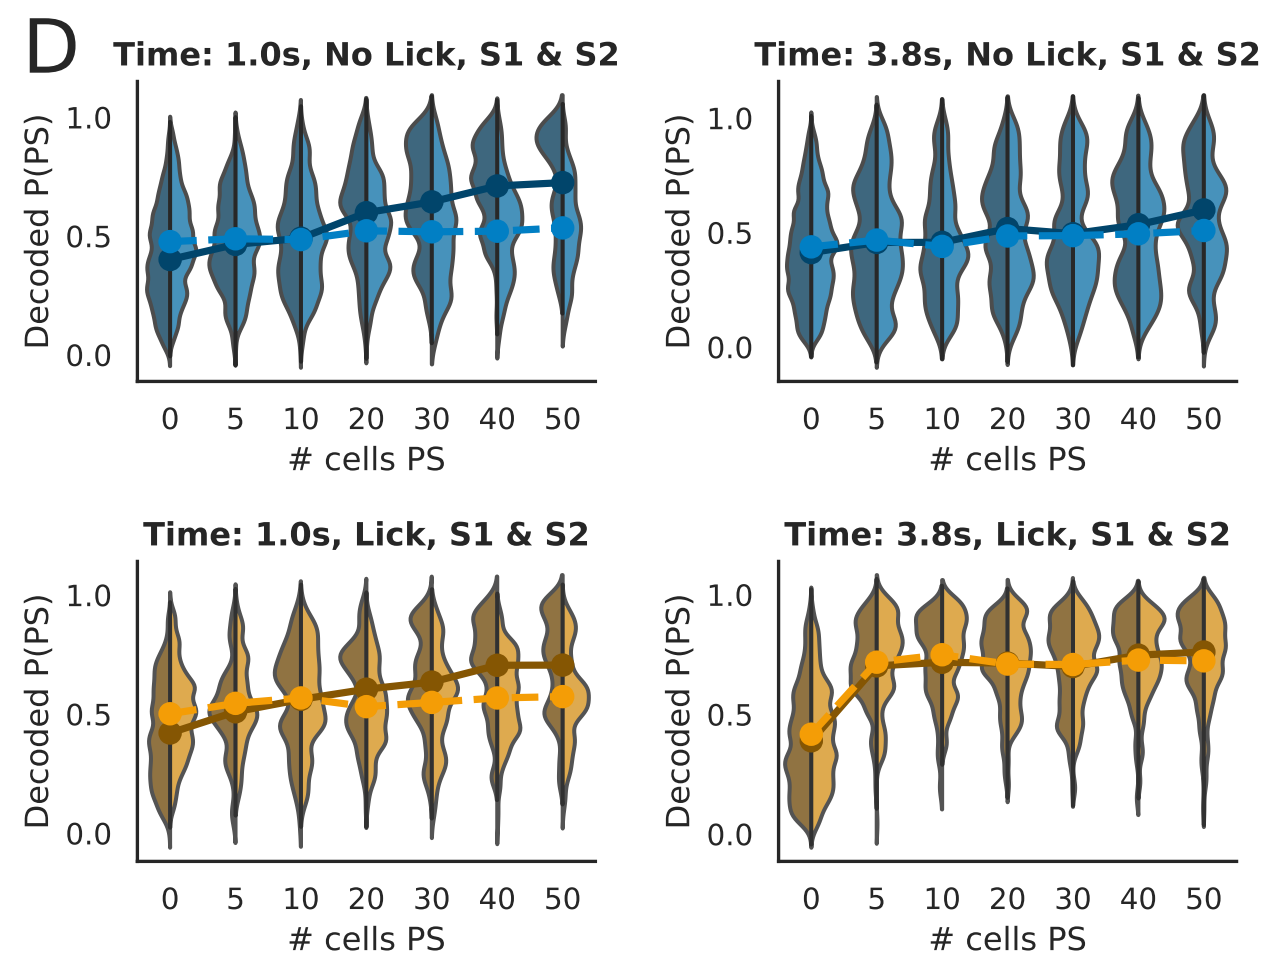 D
Time: 1.0s, No Lick, S1 & S2
Decoded P(PS)
1.0
0.5
0.0
0 5 10 20 30 40 50
# cells PS
Time: 3.8s, No Lick, S1 & S2
Decoded P(PS)
1.0
0.5
0.0
0 5 10 20 30 40 50
# cells PS
Time: 1.0s, Lick, S1 & S2
Decoded P(PS)
1.0
0.5
0.0
0 5 10 20 30 40 50
# cells PS
Time: 3.8s, Lick, S1 & S2
Decoded P(PS)
1.0
0.5
0.0
0 5 10 20 30 40 50
# cells PS